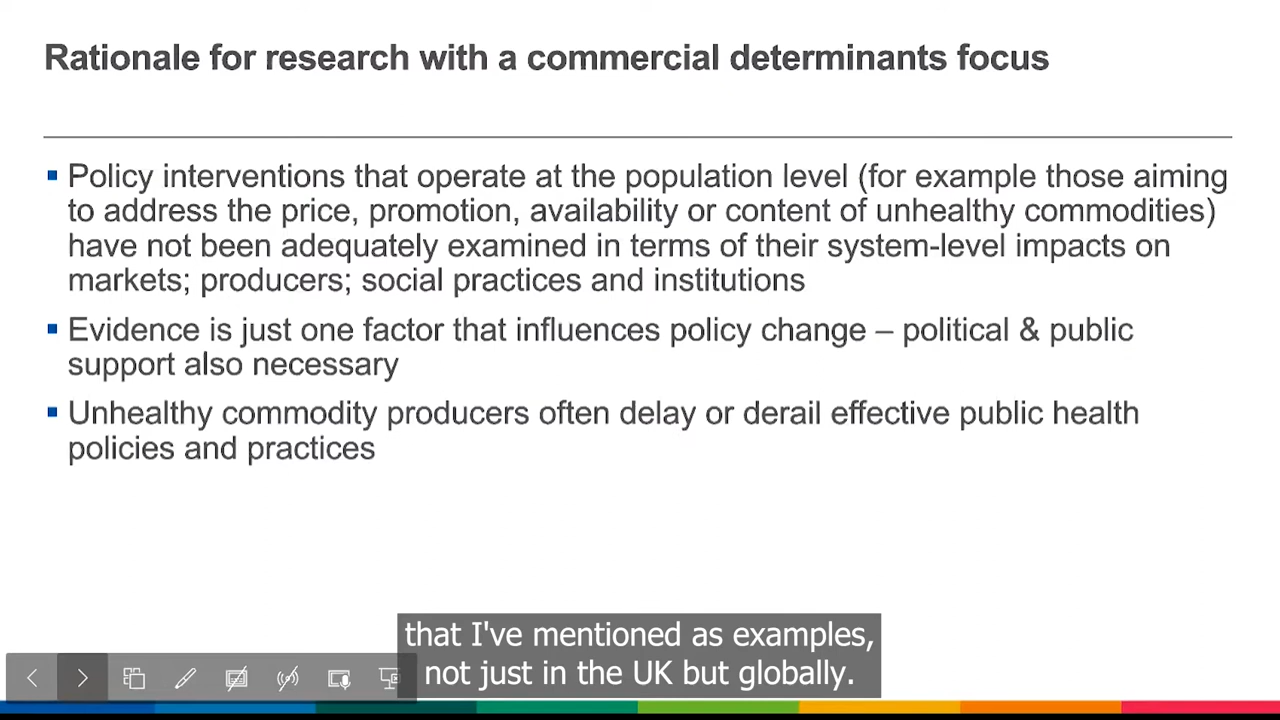 Rationale for research with a commercial determinants focus
▪ Policy interventions that operate at the population level (for example those aiming
to address the price, promotion, availability or content of unhealthy commodities)
have not been adequately examined in terms of their system-level impacts on
markets; producers; social practices and institutions
▪ Evidence is just one factor that influences policy change – political & public
support also necessary
▪ Unhealthy commodity producers often delay or derail effective public health
policies and practices
that I've mentioned as examples,
not just in the UK but globally.